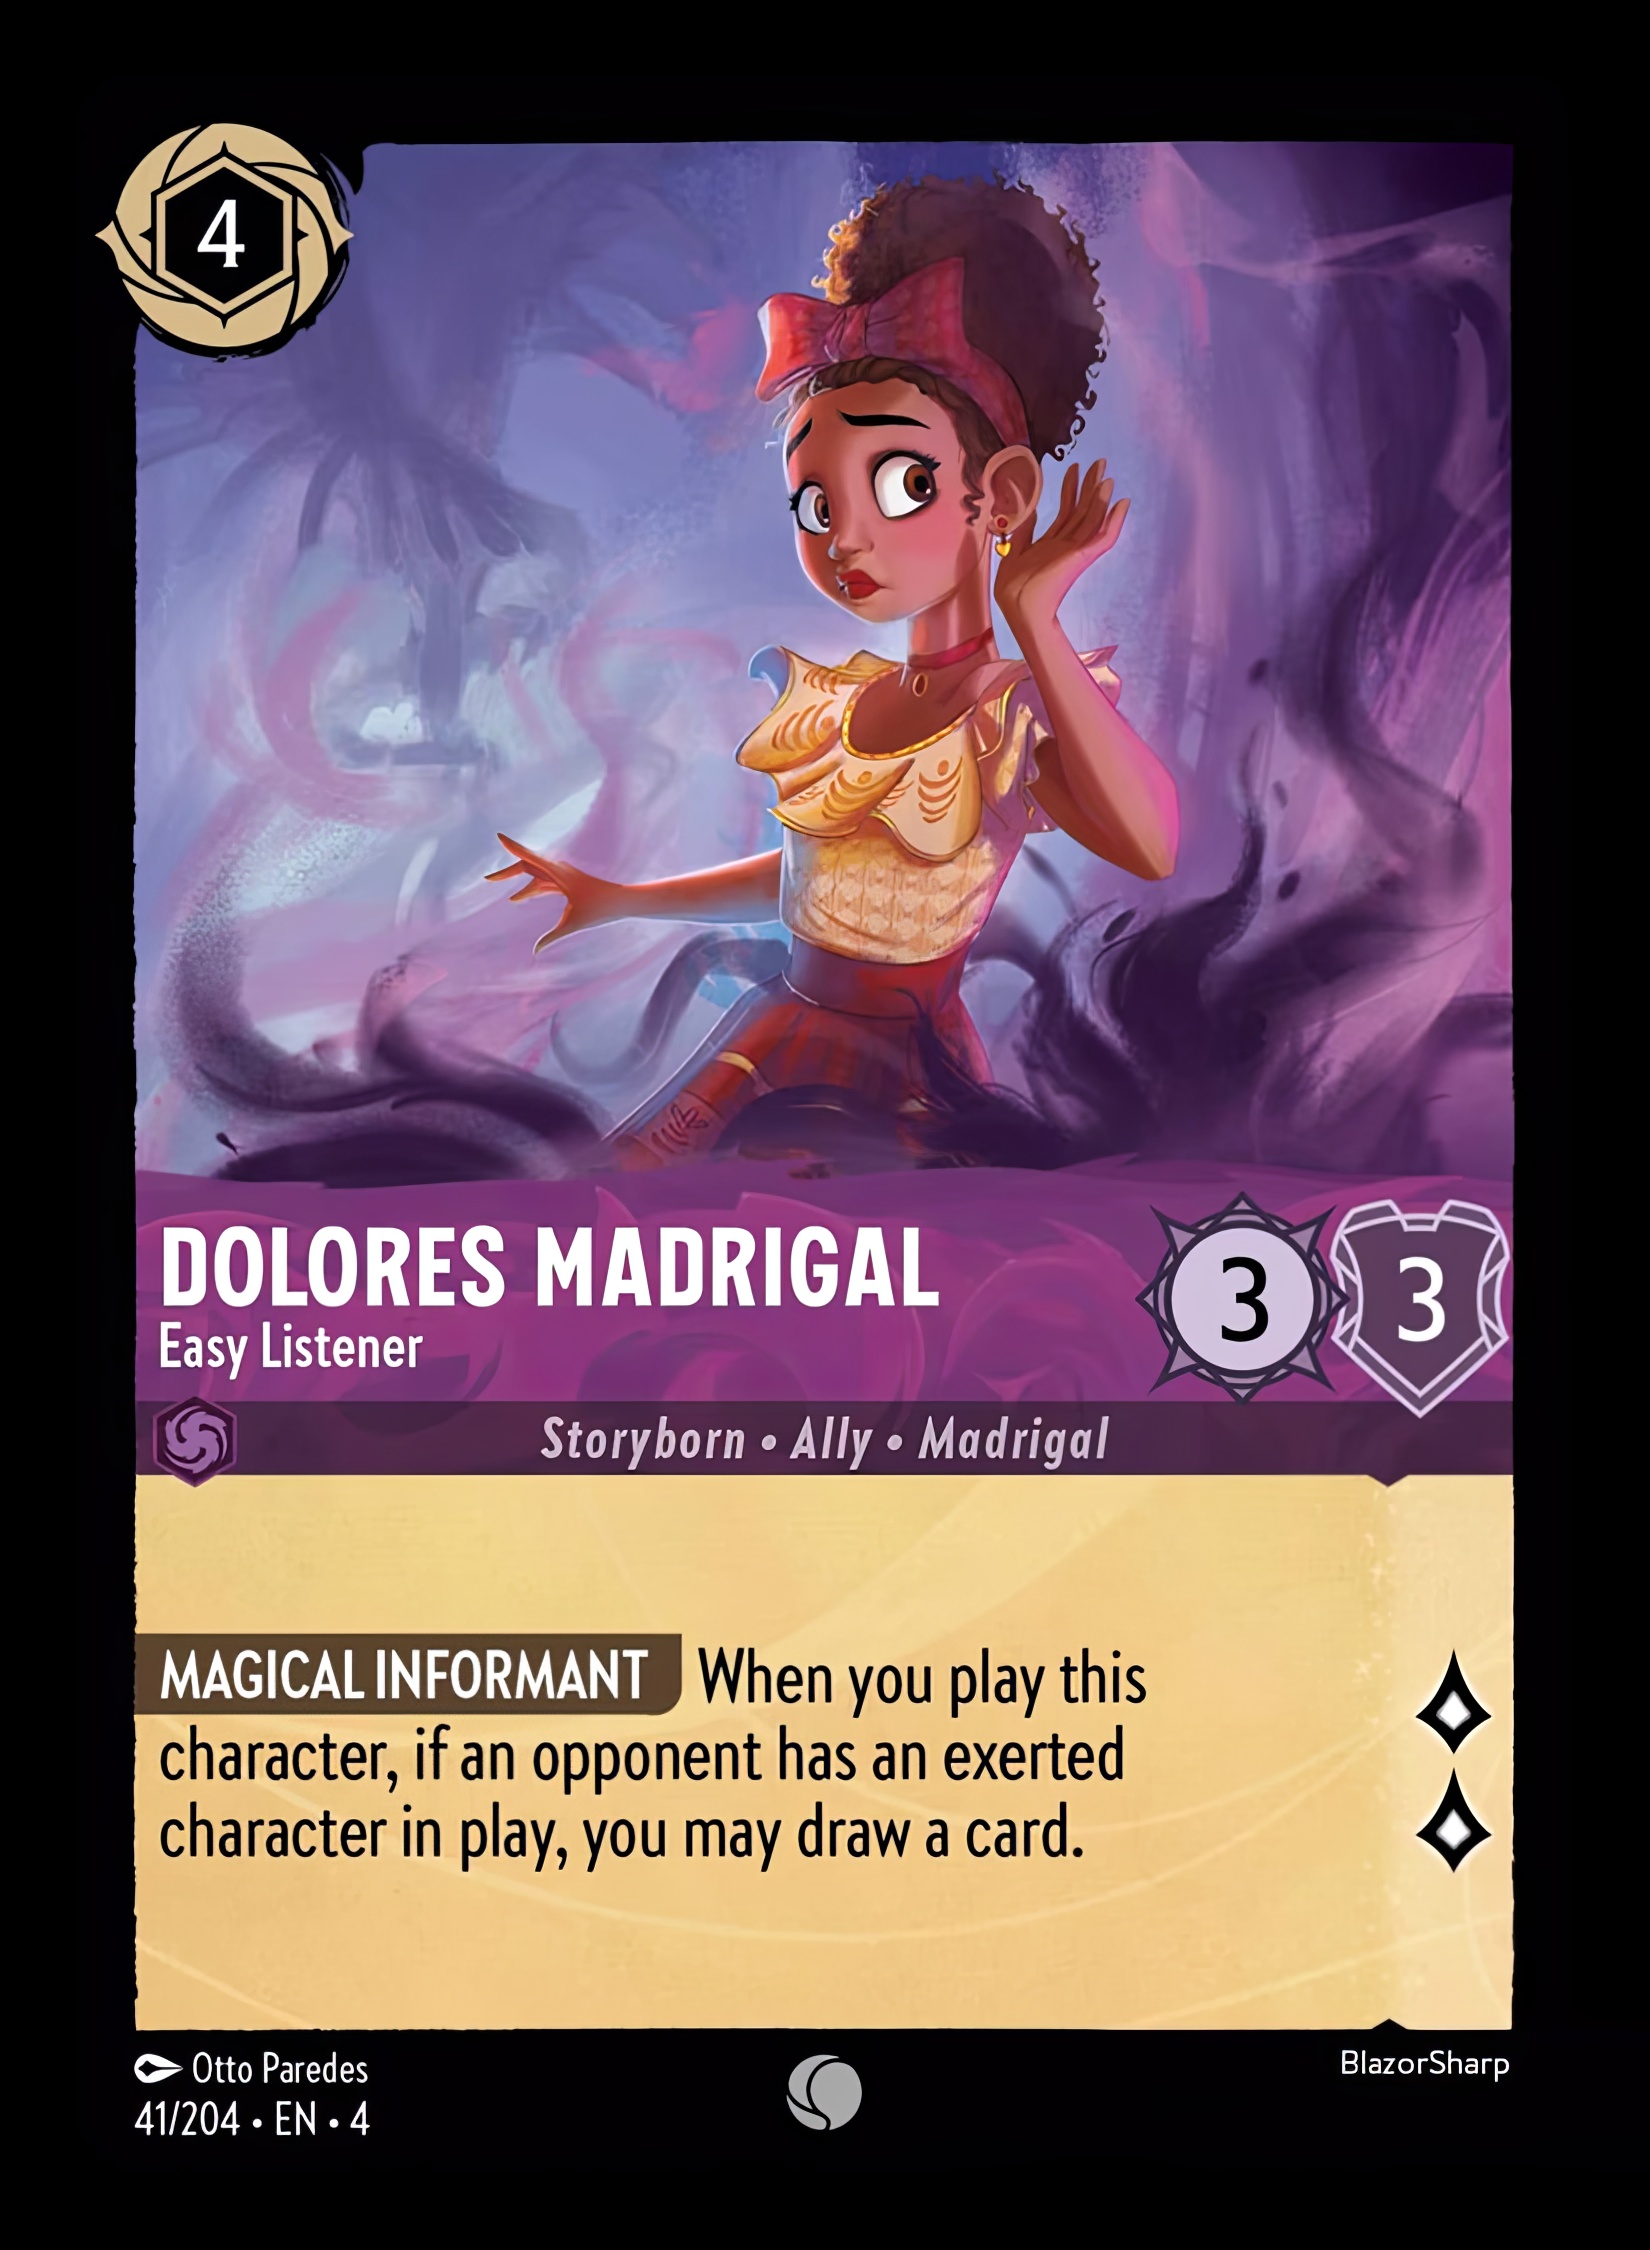 4
DOLORES MADRIGAL
Easy Listener
3
3
Storyborn • Ally • Madrigal
MAGICAL INFORMANT When you play this
character, if an opponent has an exerted
character in play, you may draw a card.
Otto Paredes
BlazorSharp
41/204 • EN • 4